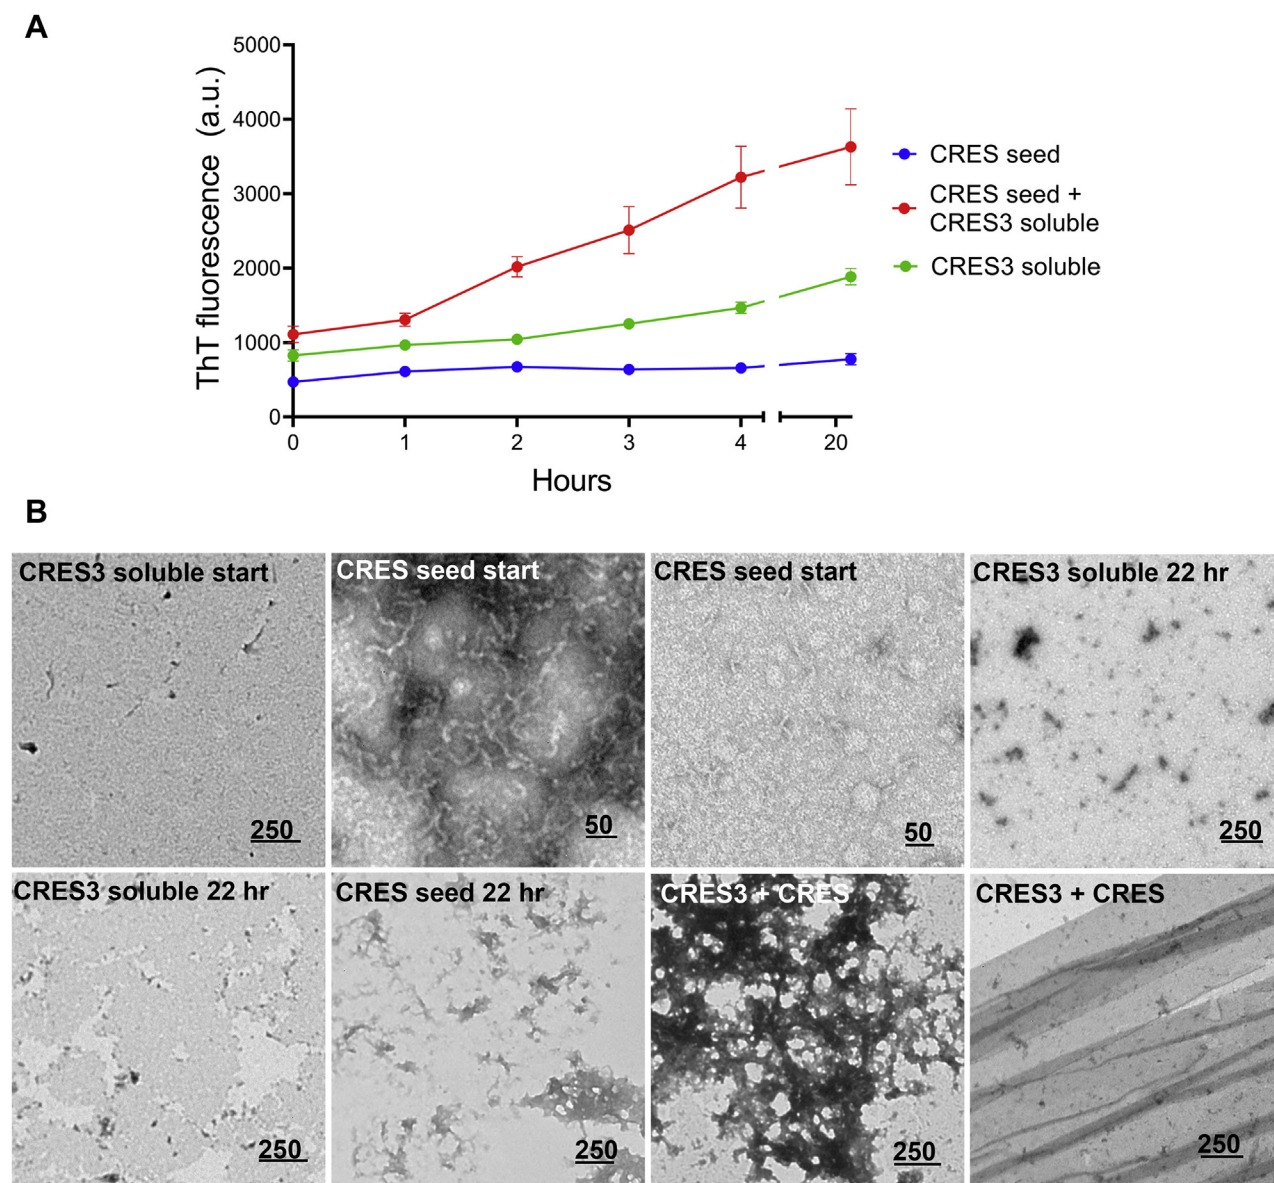 A
5000
4000
3000
2000
1000
0
ThT fluorescence (a.u.)
0 1 2 3 4 20
Hours
CRES seed
CRES seed +
CRES3 soluble
CRES3 soluble
B
CRES3 soluble start
250
CRES seed start
50
CRES seed start
50
CRES3 soluble 22 hr
250
CRES3 soluble 22 hr
250
CRES seed 22 hr
250
CRES3 + CRES
250
CRES3 + CRES
250